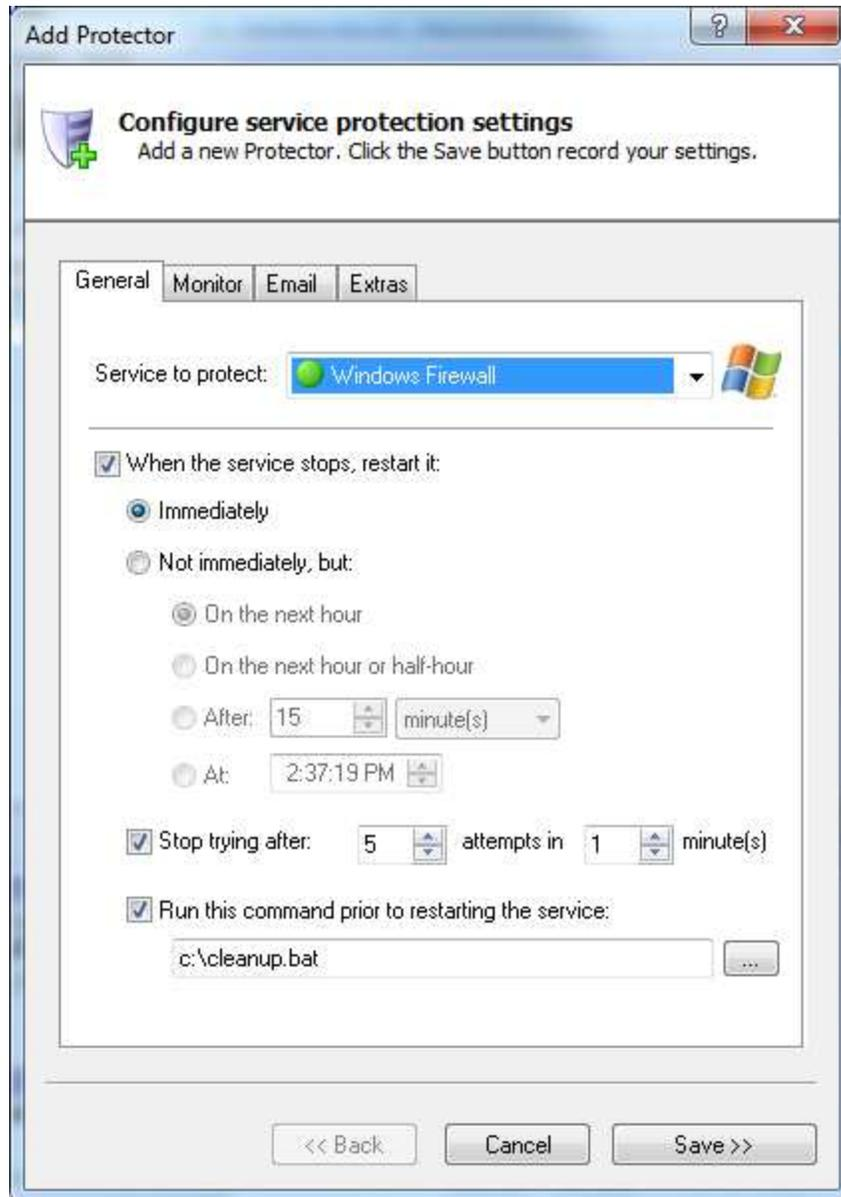 Add Protector
Configure service protection settings
Add a new Protector. Click the Save button record your settings.
General Monitor Email Extras
Service to protect: Windows Firewall
When the service stops, restart it:
Immediately
Not immediately, but:
On the next hour
On the next hour or half-hour
After: 15 minute(s)
At: 2:37:19 PM
Stop trying after: 5 attempts in 1 minute(s)
Run this command prior to restarting the service:
c:\cleanup.bat ...
<< Back Cancel Save >>